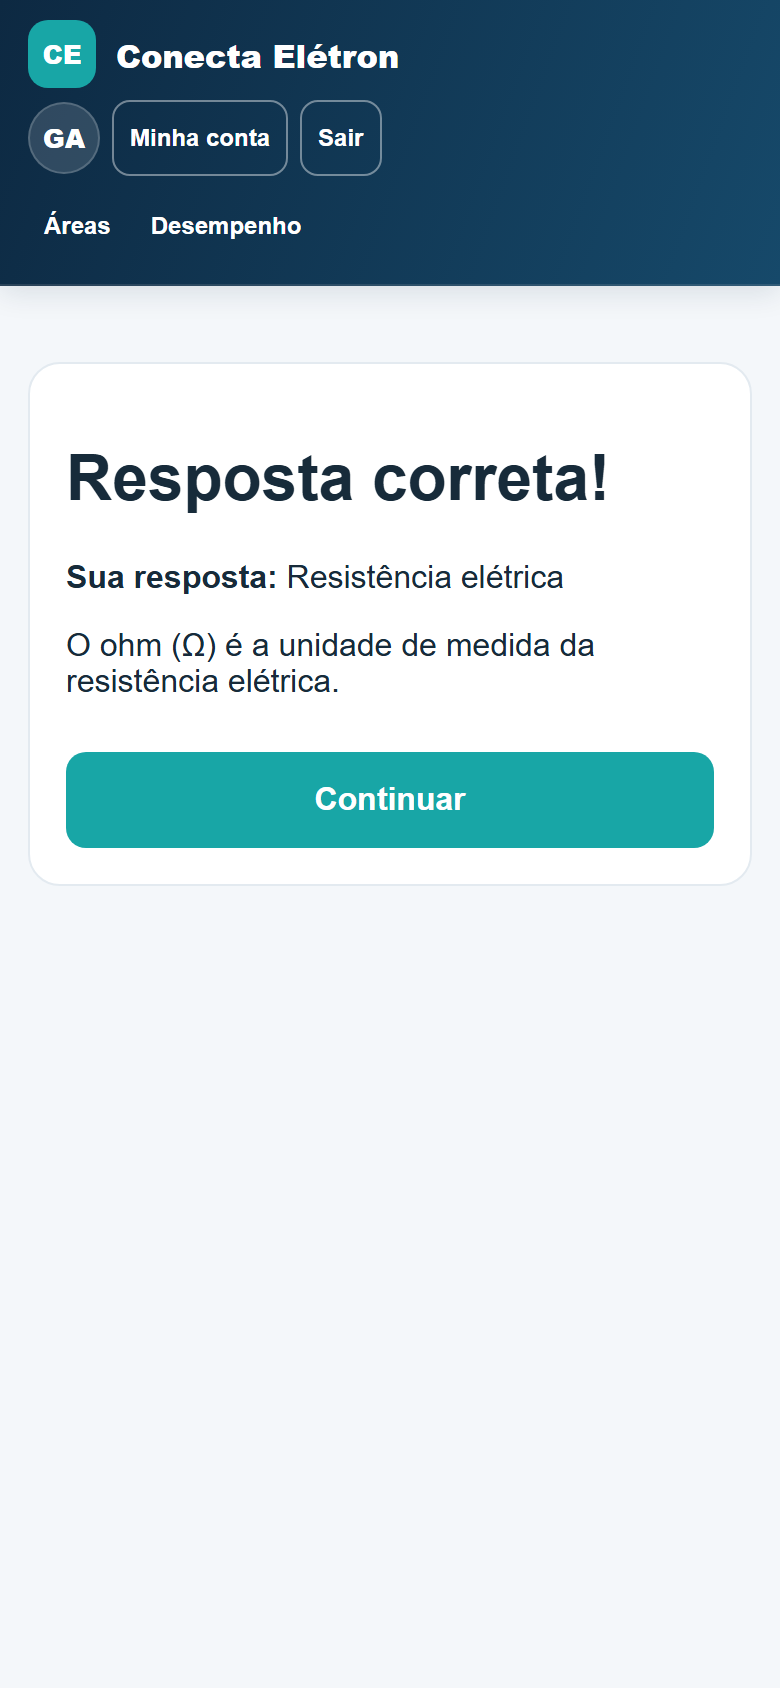 CE Conecta Elétron
GA Minha conta Sair
Áreas Desempenho
Resposta correta!
Sua resposta: Resistência elétrica
O ohm (Ω) é a unidade de medida da
resistência elétrica.
Continuar